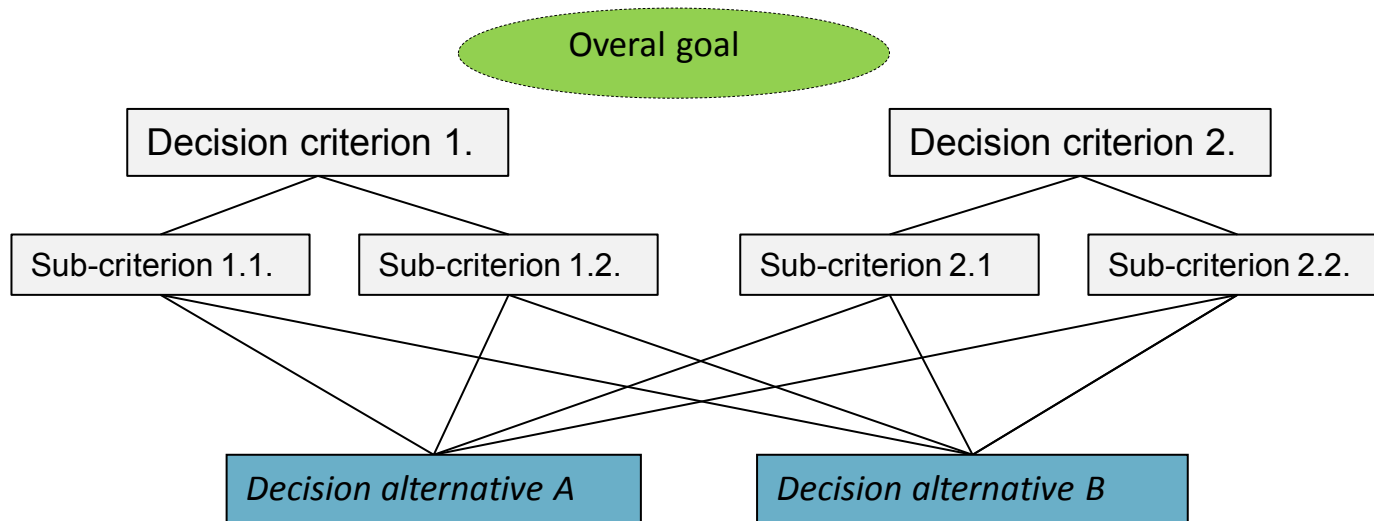 Overal goal
Decision criterion 1.
Decision criterion 2.
Sub-criterion 1.1.
Sub-criterion 1.2.
Sub-criterion 2.1
Sub-criterion 2.2.
Decision alternative A
Decision alternative B